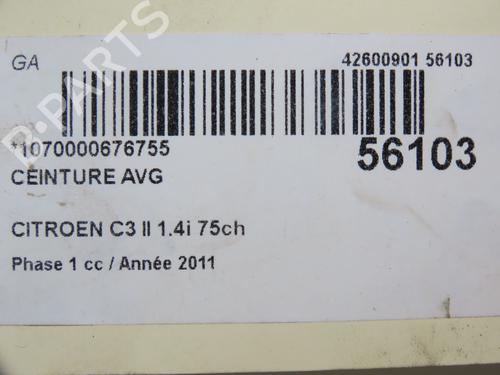 B-PARTS
GA
42600901 56103
*1070000676755
56103
CEINTURE AVG
CITROEN C3 II 1.4i 75ch
Phase 1 cc / Année 2011